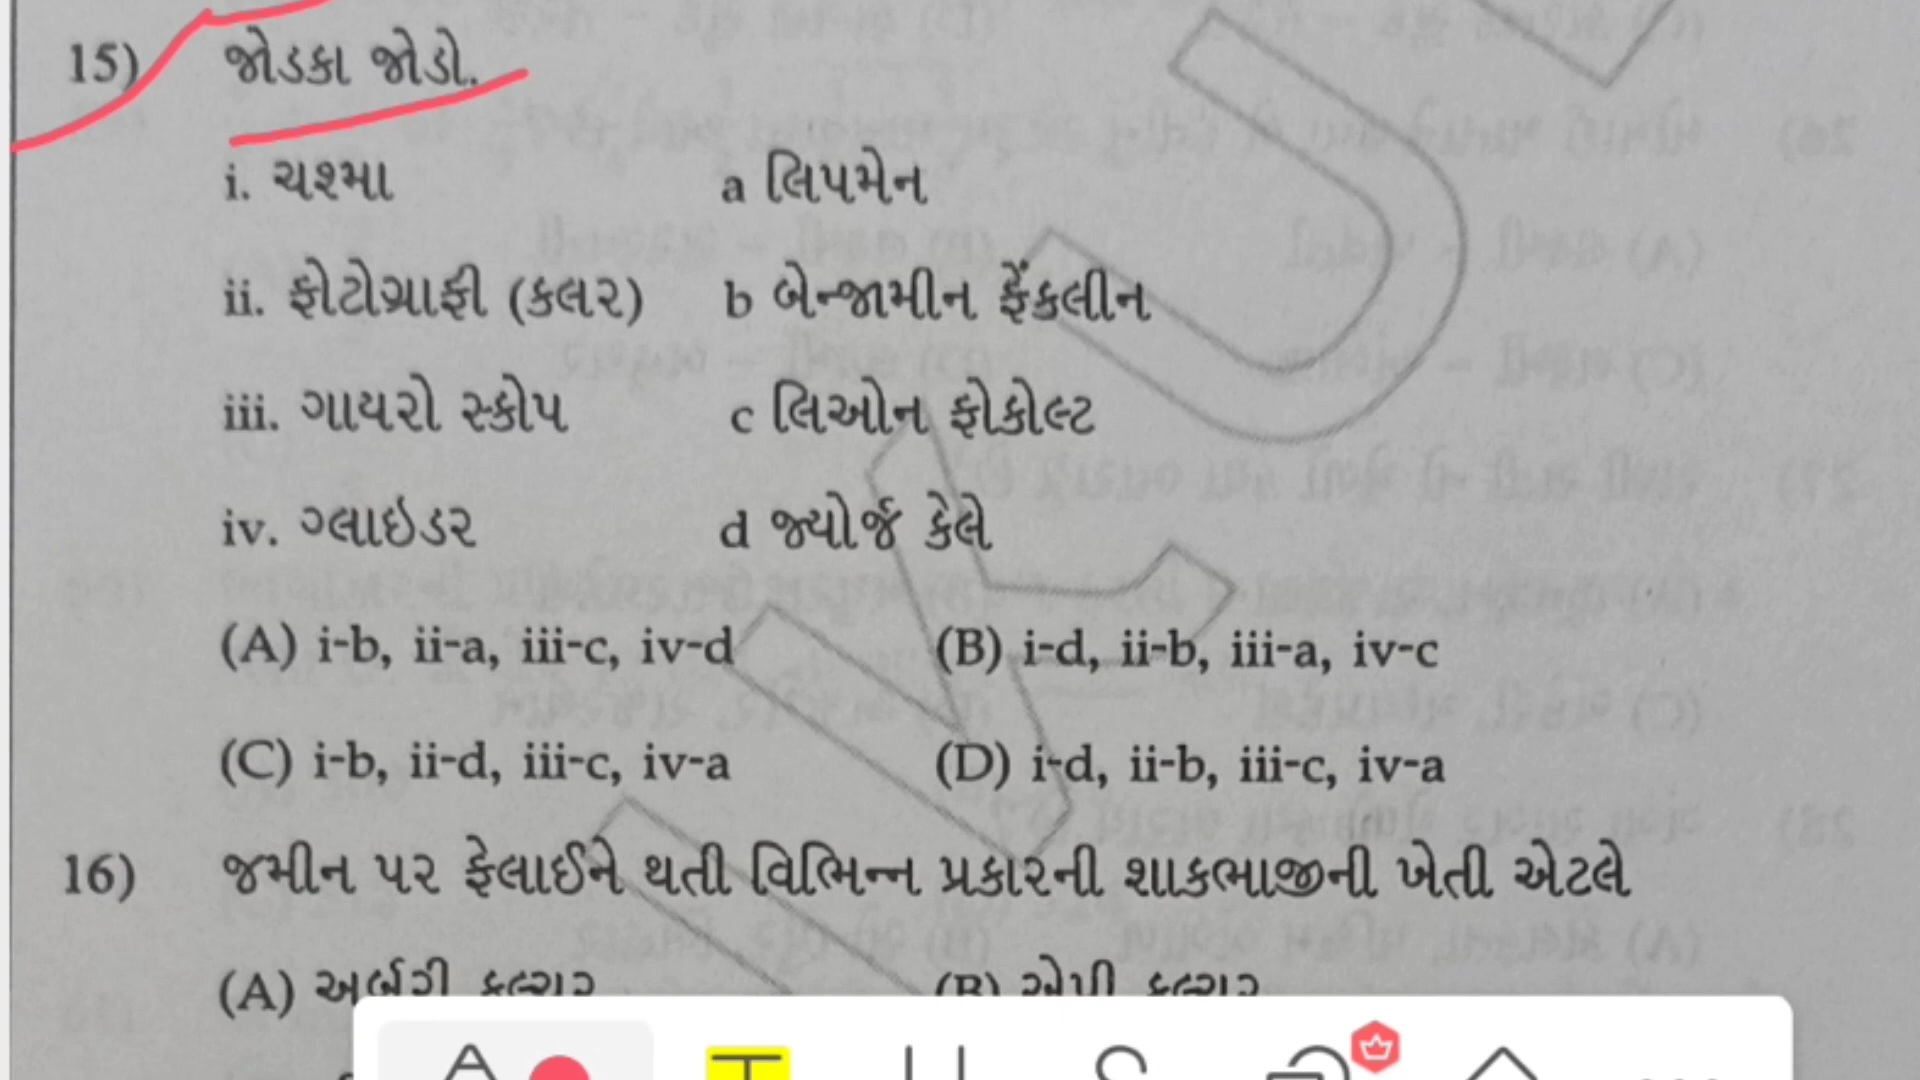 15) જોડકા જોડો.
i. ચશ્મા a લિપમેન
ii. ફોટોગ્રાફી (કલર) b બેન્જામીન ફ્રેંકલીન
iii. ગાયરો સ્કોપ c લિઓન ફોકોલ્ટ
iv. ગ્લાઇડર d જ્યોર્જ કેલે
(A) i-b, ii-a, iii-c, iv-d (B) i-d, ii-b, iii-a, iv-c
(C) i-b, ii-d, iii-c, iv-a (D) i-d, ii-b, iii-c, iv-a
16) જમીન પર ફેલાઈને થતી વિભિન્ન પ્રકારની શાકભાજીની ખેતી એટલે
(A) (B)